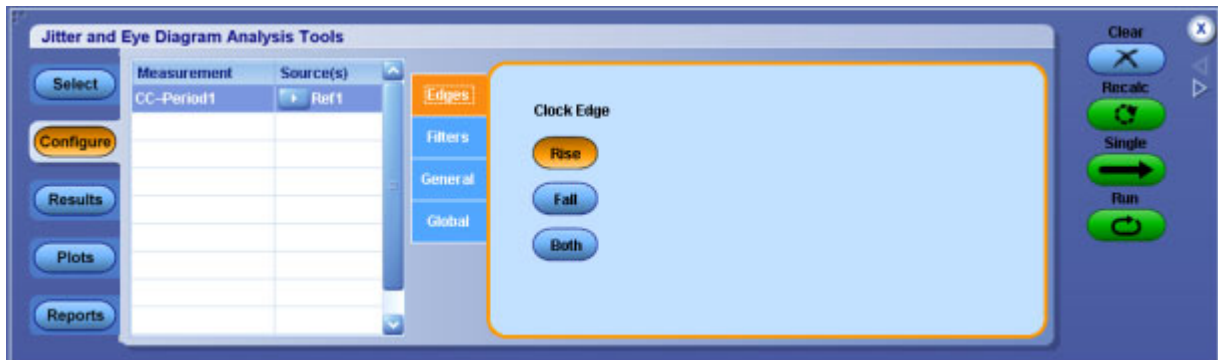 Jitter and Eye Diagram Analysis Tools
Clear
X
Select
Measurement Source(s)
CC–Period1 Ref1
Edges
Clock Edge
Recalc
Configure
Filters
Rise
Single
General
Results
Fall
Run
Global
Both
Plots
Reports